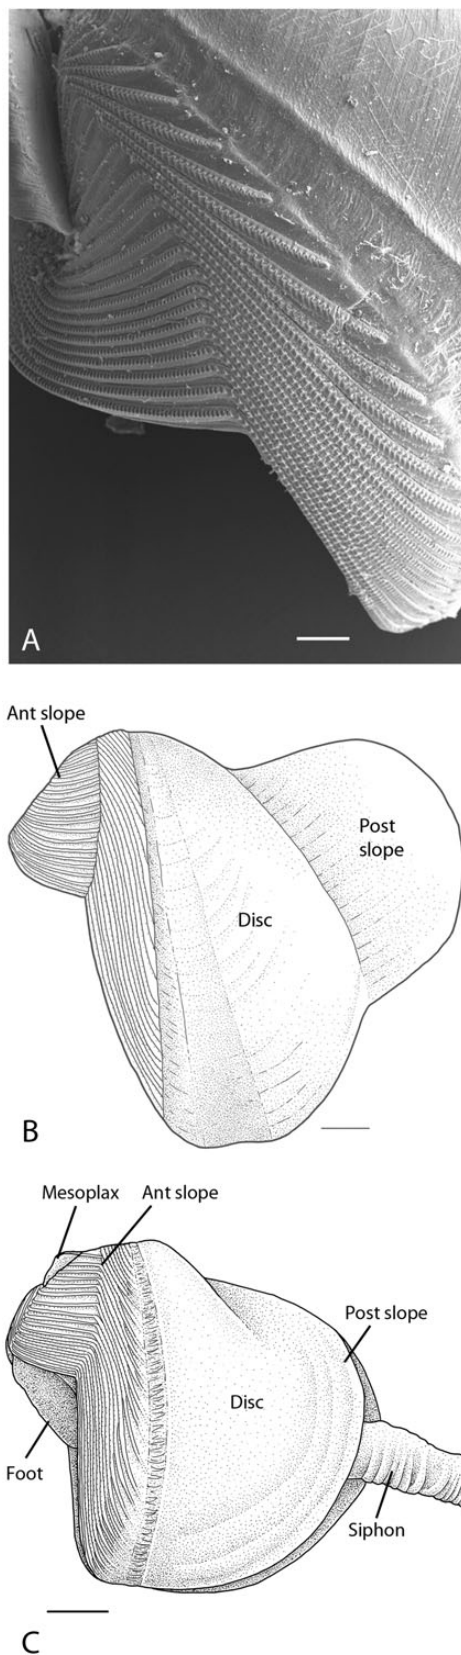 A
Ant slope
Post
slope
Disc
B
Mesoplax
Ant slope
Post slope
Disc
Foot
Siphon
C